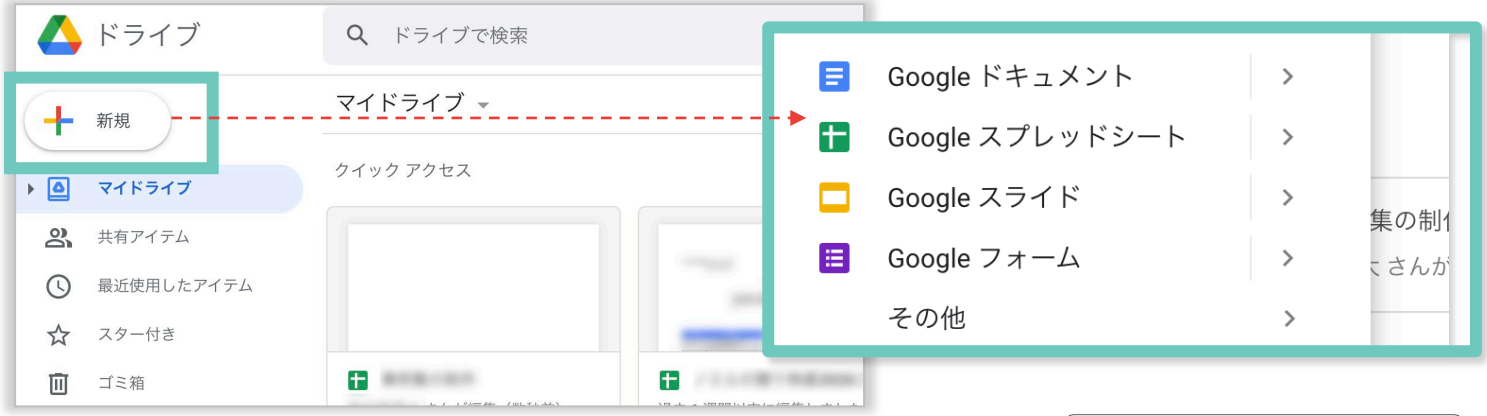 ドライブ
ドライブで検索
新規
マイドライブ
クイック アクセス
マイドライブ
共有アイテム
最近使用したアイテム
スター付き
ゴミ箱
Google ドキュメント
Google スプレッドシート
Google スライド
Google フォーム
その他
集の制
さんが